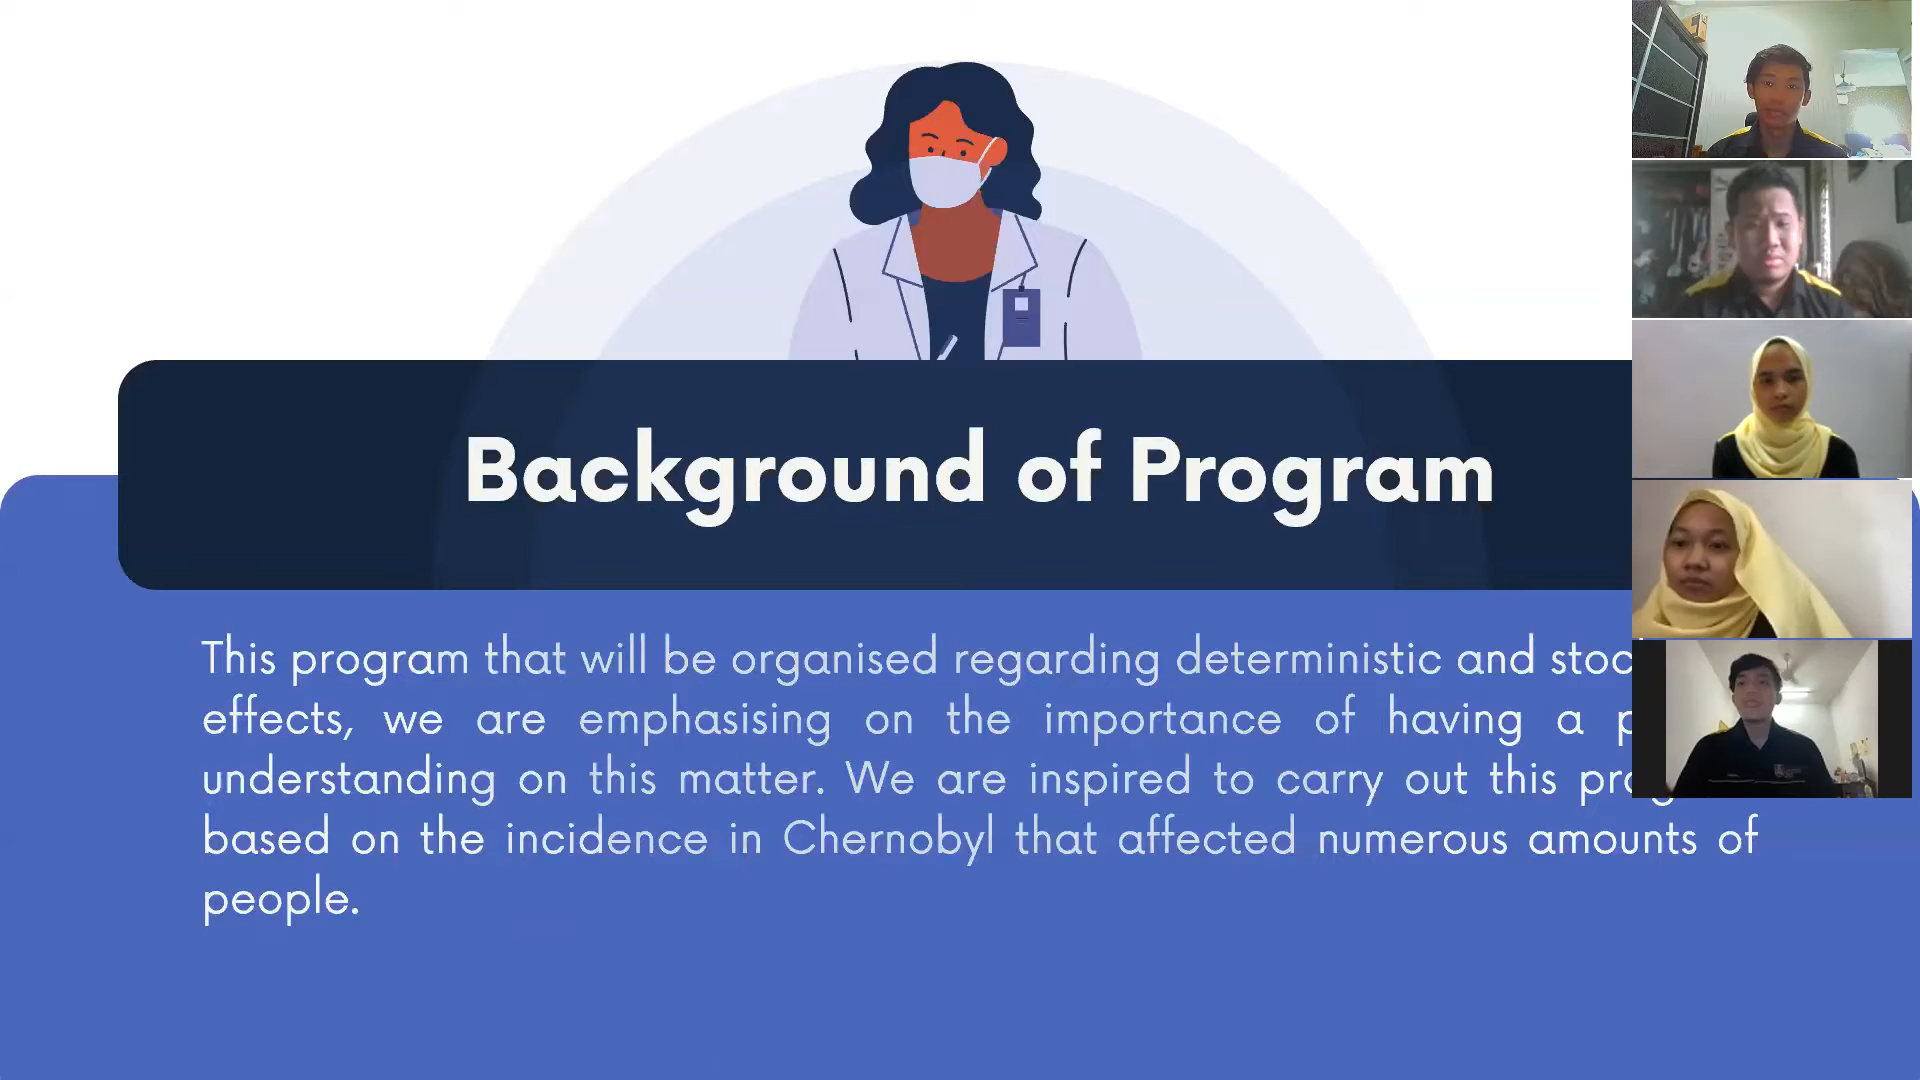 Background of Program
This program that will be organised regarding deterministic and
effects, we are emphasising on the importance of having a
understanding on this matter. We are inspired to carry out this
based on the incidence in Chernobyl that affected numerous amounts of
people.